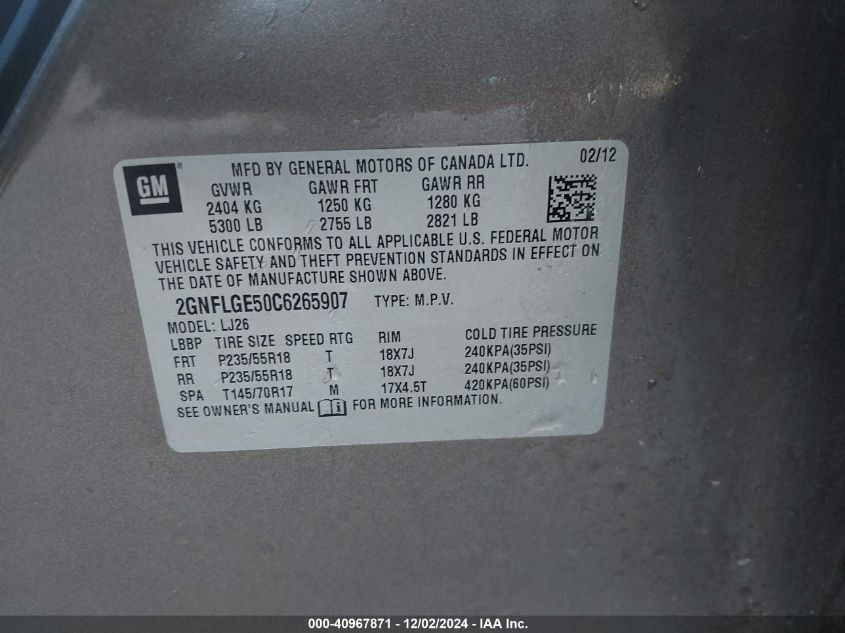 GM
MFD BY GENERAL MOTORS OF CANADA LTD. 02/12
GVWR GAWR FRT GAWR RR
2404 KG 1250 KG 1280 KG
5300 LB 2755 LB 2821 LB
THIS VEHICLE CONFORMS TO ALL APPLICABLE U.S. FEDERAL MOTOR
VEHICLE SAFETY AND THEFT PREVENTION STANDARDS IN EFFECT ON
THE DATE OF MANUFACTURE SHOWN ABOVE.
2GNFLGE50C6265907 TYPE: M.P.V.
MODEL: LJ26
LBBP TIRE SIZE SPEED RTG RIM COLD TIRE PRESSURE
FRT P235/55R18 T 18X7J 240KPA(35PSI)
RR P235/55R18 T 18X7J 240KPA(35PSI)
SPA T145/70R17 M 17X4.5T 420KPA(60PSI)
SEE OWNER'S MANUAL i FOR MORE INFORMATION.
000-40967871 - 12/02/2024 - IAA Inc.